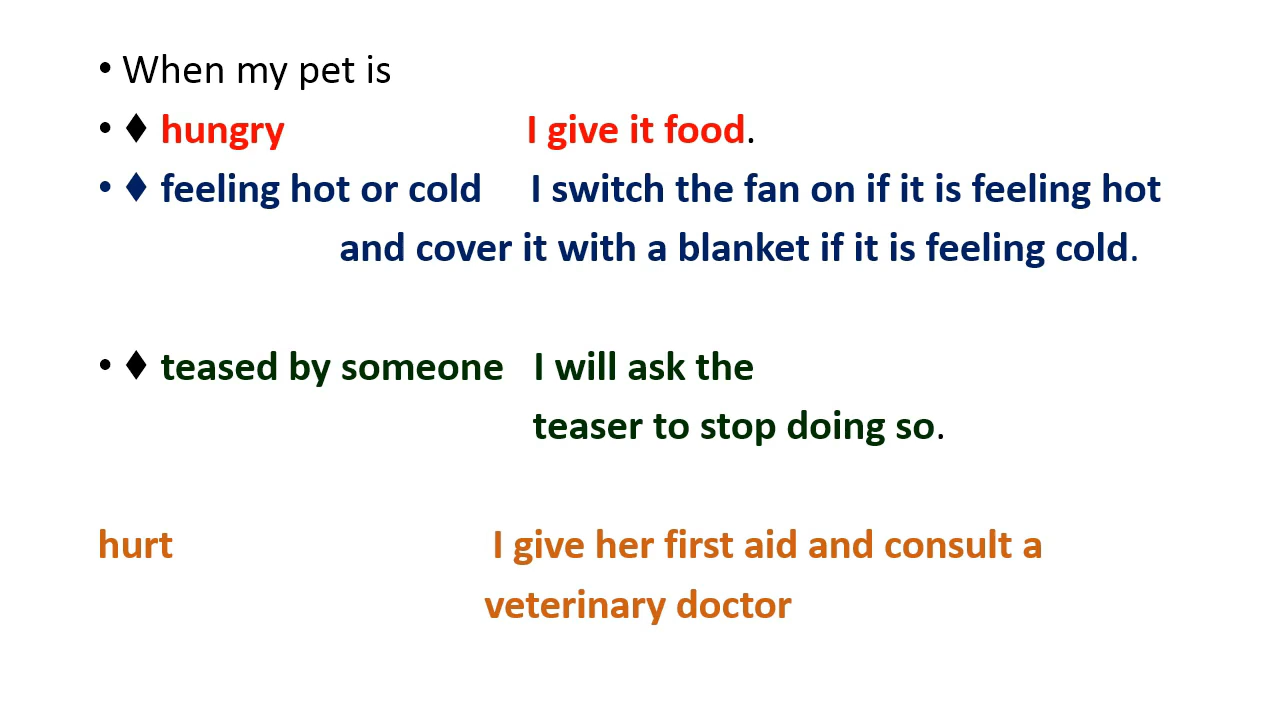 • When my pet is
• ♦ hungry I give it food.
• ♦ feeling hot or cold I switch the fan on if it is feeling hot
and cover it with a blanket if it is feeling cold.
• ♦ teased by someone I will ask the
teaser to stop doing so.
hurt I give her first aid and consult a
veterinary doctor